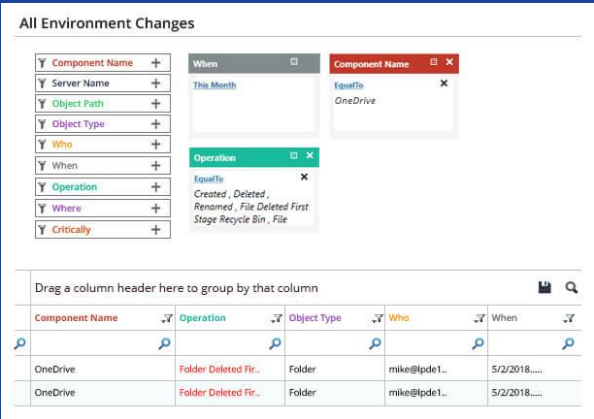 All Environment Changes
Component Name +
Server Name +
Object Path +
Object Type +
Who +
When +
Operation +
Where +
Critically +
When
This Month
Component Name
EqualTo
OneDrive
Operation
EqualTo
Created , Deleted ,
Renamed , File Deleted First
Stage Recycle Bin , File
Drag a column header here to group by that column
Component Name Operation Object Type Who When
OneDrive Folder Deleted Fir.. Folder mike@lpde1.. 5/2/2018.....
OneDrive Folder Deleted Fir.. Folder mike@lpde1.. 5/2/2018.....